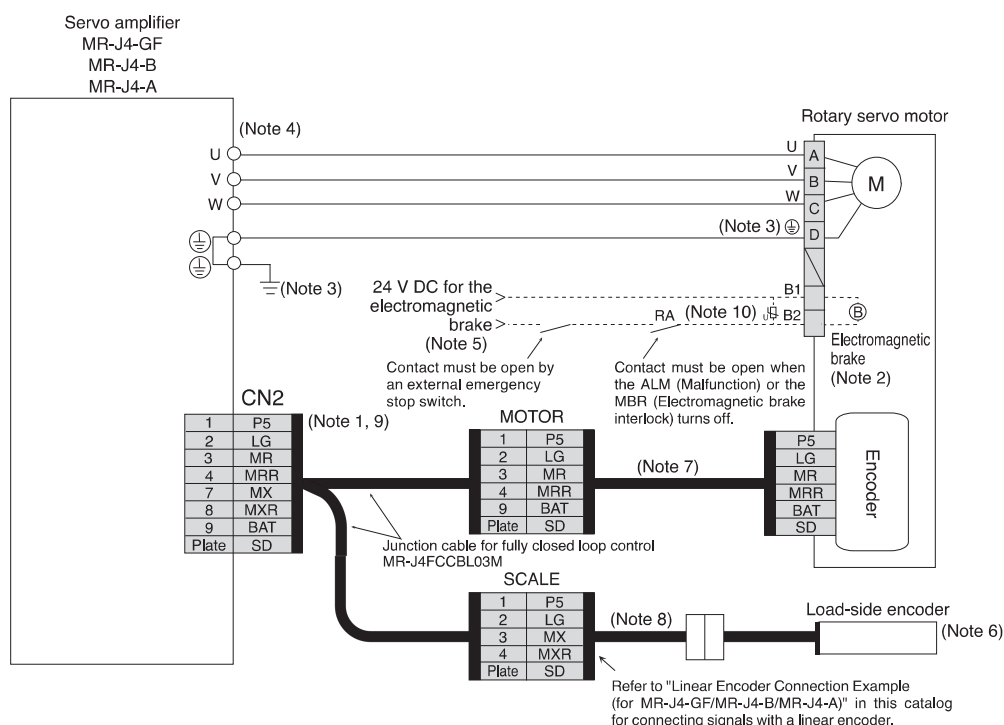 Servo amplifier
MR-J4-GF
MR-J4-B
MR-J4-A
Rotary servo motor
(Note 4)
U
V
W
U
V
W
A
B
C
D
M
(Note 3)
(Note 3)
24 V DC for the
electromagnetic
brake
(Note 5)
RA
(Note 10)
U
B1
B2
B
Electromagnetic
brake
(Note 2)
Contact must be open by
an external emergency
stop switch.
Contact must be open when
the ALM (Malfunction) or the
MBR (Electromagnetic brake
interlock) turns off.
CN2
(Note 1, 9)
1 P5
2 LG
3 MR
4 MRR
7 MX
8 MXR
9 BAT
Plate SD
MOTOR
1 P5
2 LG
3 MR
4 MRR
9 BAT
Plate SD
(Note 7)
P5
LG
MR
MRR
BAT
SD
Encoder
Junction cable for fully closed loop control
MR-J4FCCBL03M
SCALE
1 P5
2 LG
3 MX
4 MXR
Plate SD
(Note 8)
Load-side encoder
(Note 6)
Refer to "Linear Encoder Connection Example
(for MR-J4-GF/MR-J4-B/MR-J4-A)" in this catalog
for connecting signals with a linear encoder.